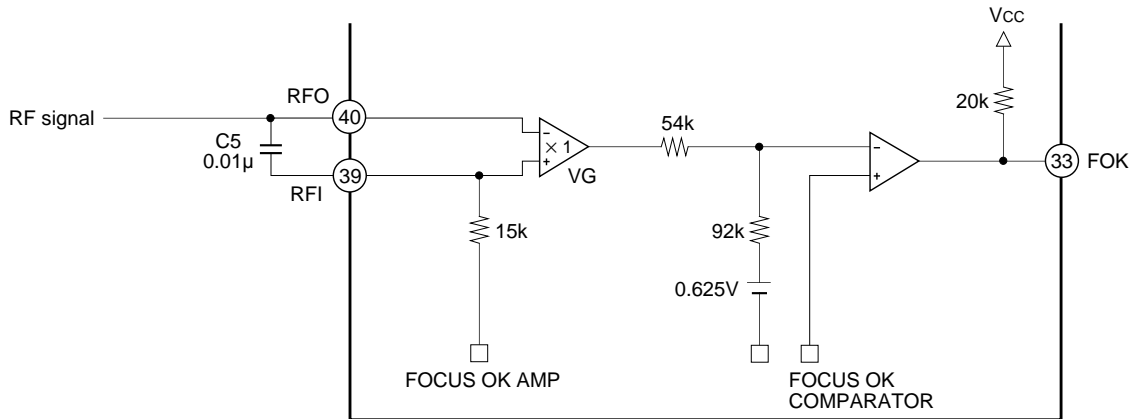 VCC
RFO
RF signal
40
C5
0.01µ
39
RFI
−
× 1
+
VG
15k
54k
20k
−
+
33
FOK
92k
0.625V
FOCUS OK AMP
FOCUS OK
COMPARATOR